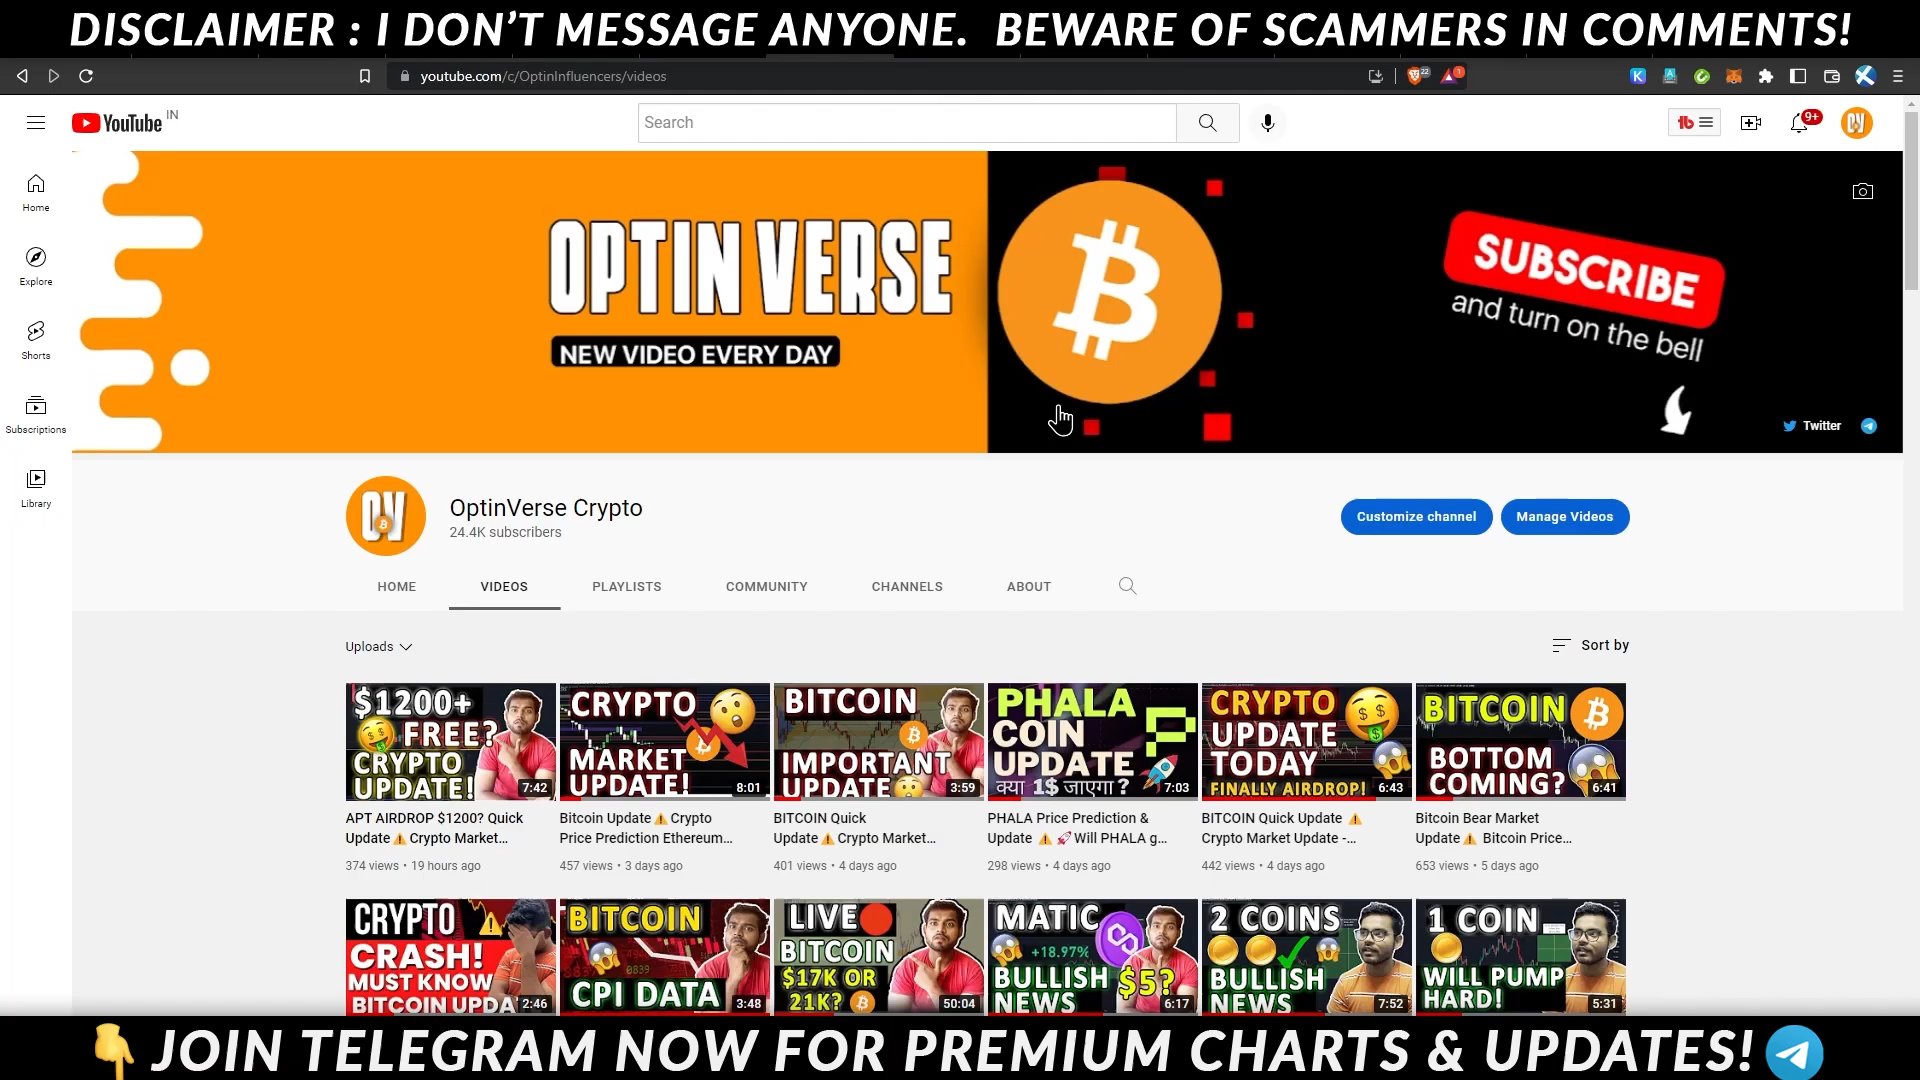 DISCLAIMER : I DON'T MESSAGE ANYONE. BEWARE OF SCAMMERS IN COMMENTS!
youtube.com/c/OptinInfluencers/videos
22
1
YouTube IN
Search
9+
Home
Explore
Shorts
Subscriptions
Library
OPTIN VERSE
NEW VIDEO EVERY DAY
SUBSCRIBE
and turn on the bell
Twitter
OptinVerse Crypto
24.4K subscribers
Customize channel
Manage Videos
HOME VIDEOS PLAYLISTS COMMUNITY CHANNELS ABOUT
Uploads
Sort by
$1200+
FREE?
CRYPTO
UPDATE!
7:42
APT AIRDROP $1200? Quick
Update⚠️Crypto Market...
374 views • 19 hours ago
CRYPTO
MARKET
UPDATE!
8:01
Bitcoin Update⚠️Crypto
Price Prediction Ethereum...
457 views • 3 days ago
BITCOIN
IMPORTANT
UPDATE
3:59
BITCOIN Quick
Update⚠️Crypto Market...
401 views • 4 days ago
PHALA
COIN
UPDATE
क्या 1$ जाएगा ?
7:03
PHALA Price Prediction &
Update ⚠️ 🚀Will PHALA g...
298 views • 4 days ago
CRYPTO
UPDATE
TODAY
FINALLY AIRDROP!
6:43
BITCOIN Quick Update ⚠️
Crypto Market Update -...
442 views • 4 days ago
BITCOIN
BOTTOM
COMING?
6:41
Bitcoin Bear Market
Update⚠️ Bitcoin Price...
653 views • 5 days ago
CRYPTO
CRASH!
MUST KNOW
BITCOIN UPDA
2:46
BITCOIN
0839
CPI DATA
3:48
LIVE
BITCOIN
$17K OR
21K?
50:04
MATIC
+18.97%
BULLISH
NEWS
$5?
6:17
2 COINS
BULLISH
NEWS
7:52
1 COIN
WILL PUMP
HARD!
5:31
👇 JOIN TELEGRAM NOW FOR PREMIUM CHARTS & UPDATES!